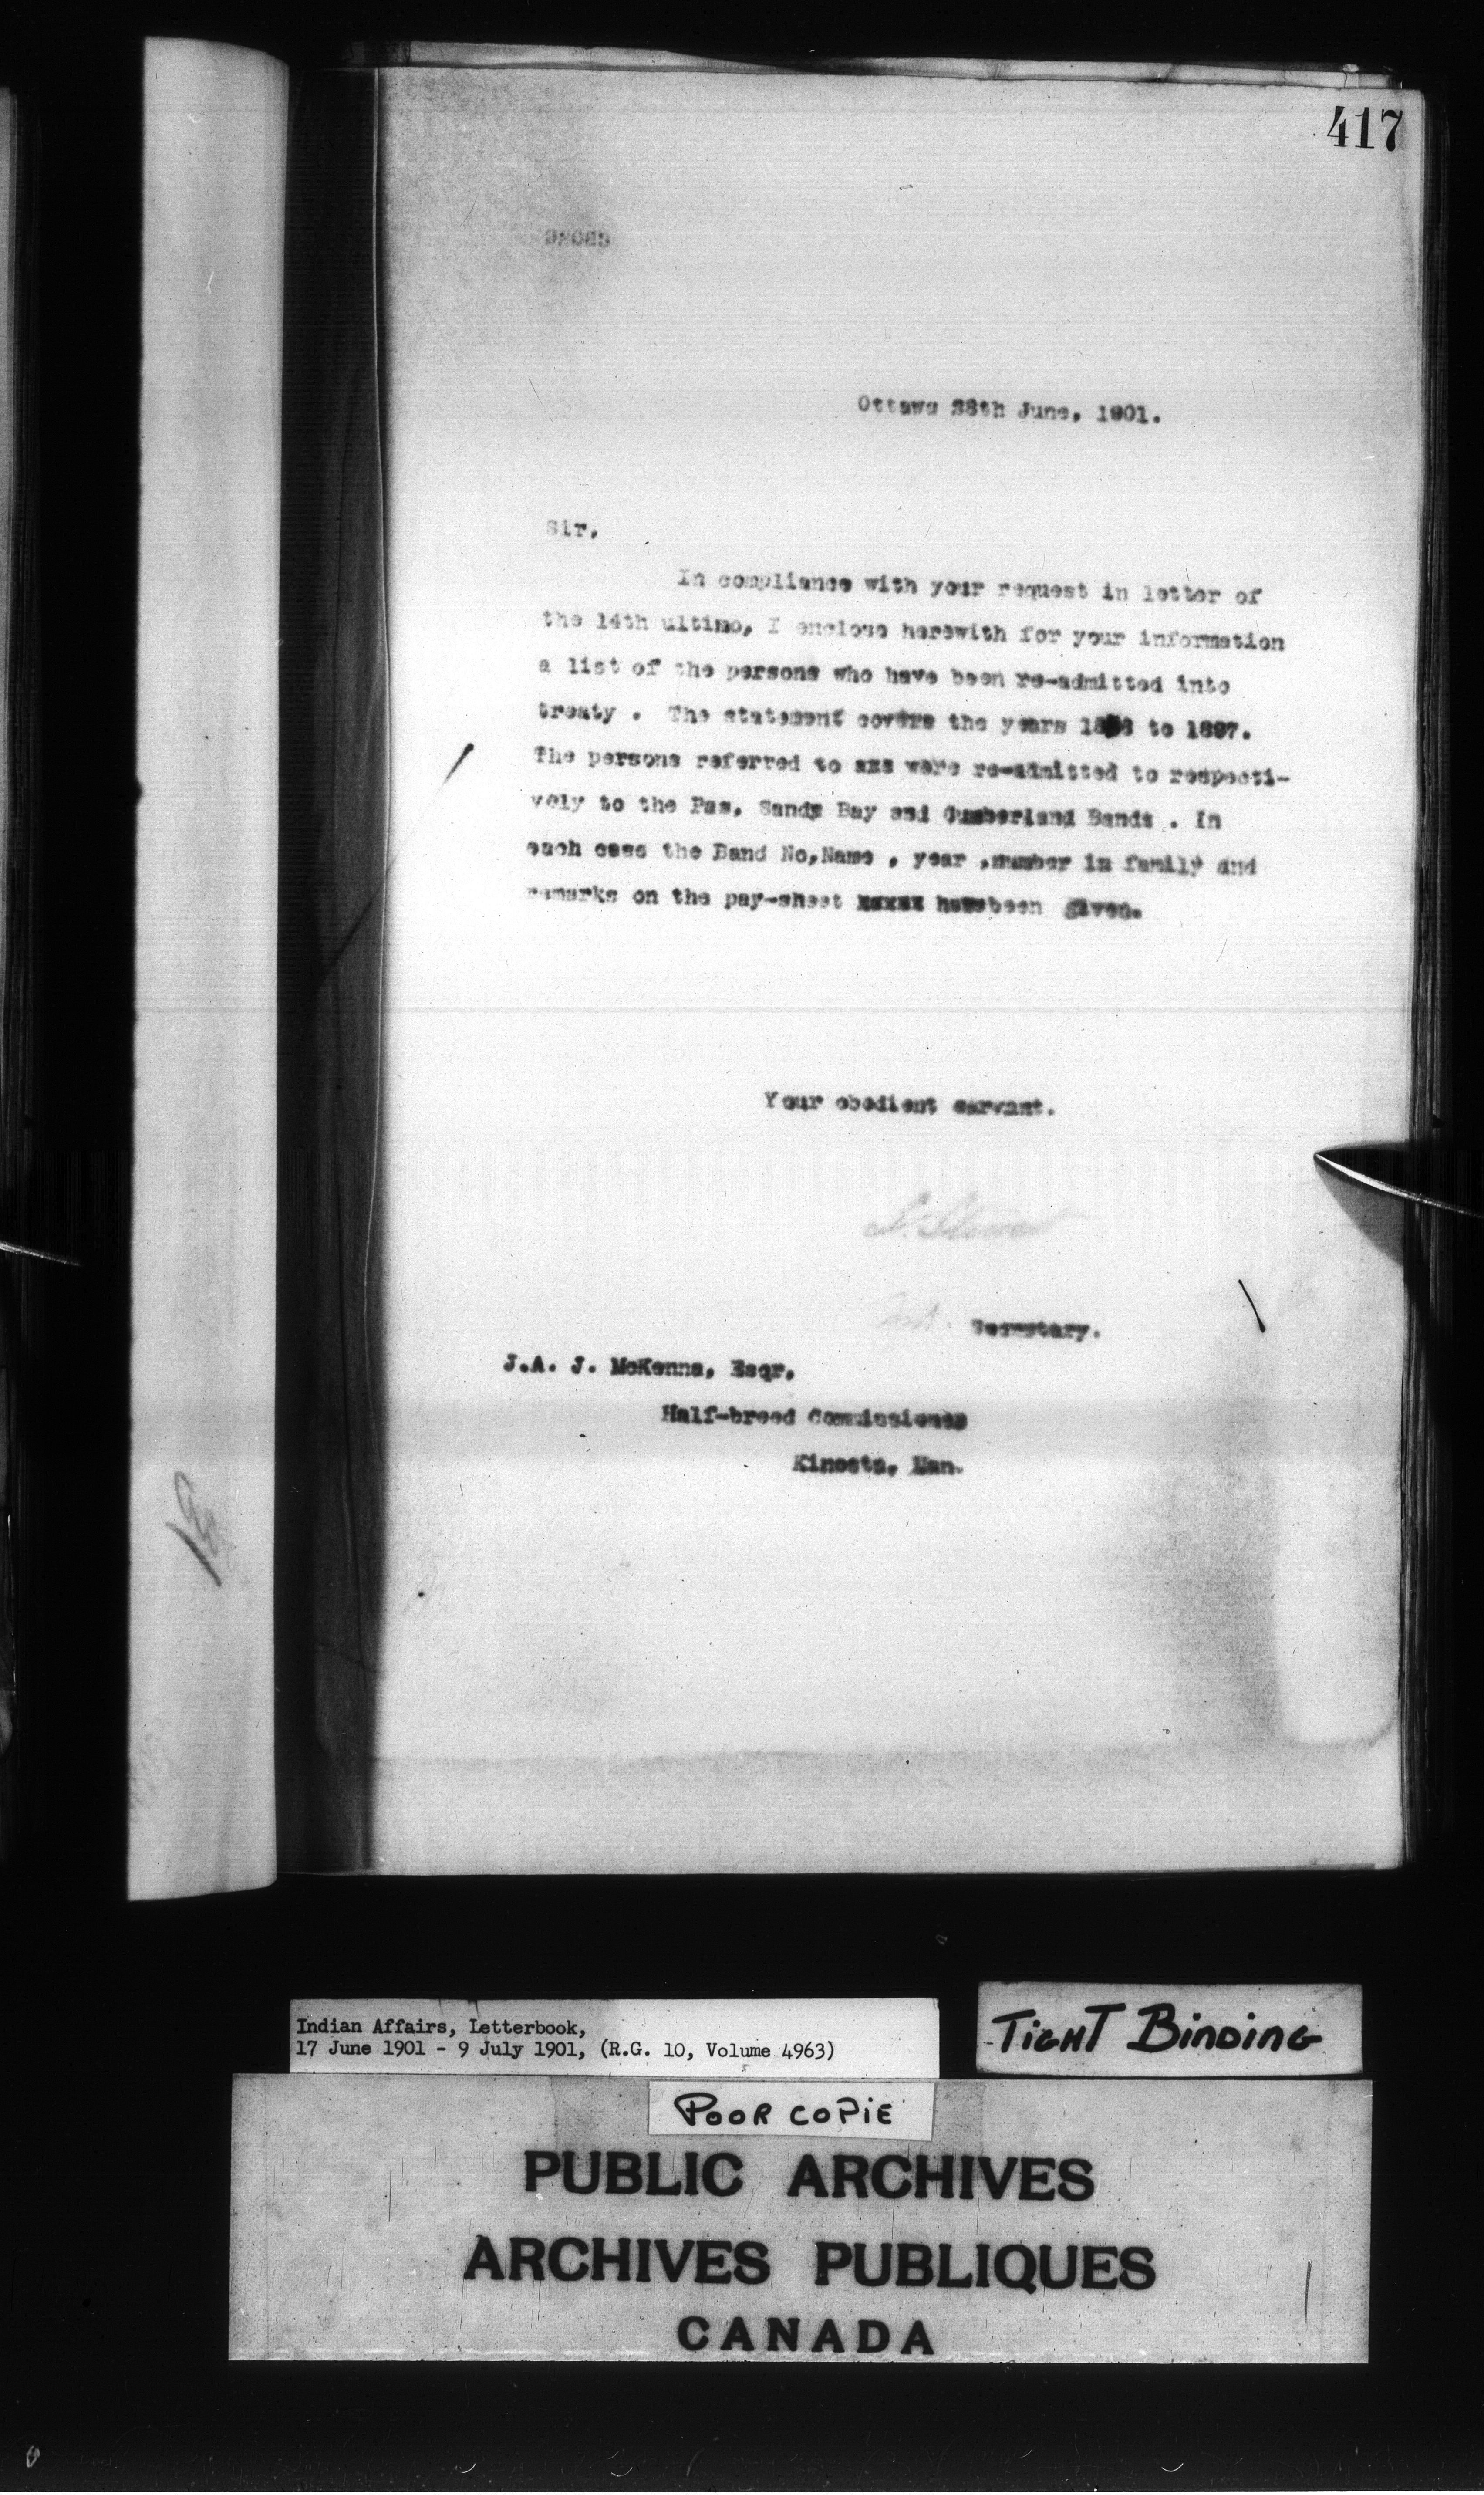 417
Ottawa 28th June, 1901.
Sir,
In compliance with your request in letter of
the 14th ultimo, I enclose herewith for your information
a list of the persons who have been re-admitted into
treaty . The statement covers the years to 1897.
The persons referred to were re-admitted to respecti-
vely to the Pas, Sandy Bay and Cumberland Bands . In
each case the Band No, Name , year , number in family and
remarks on the pay-sheet xxxxx have been given.
Your obedient servant.
Secretary.
J.A. J. McKenna, Esqr,
Half-breed Commissioner
Kinosta, Man.
Indian Affairs, Letterbook,
17 June 1901 - 9 July 1901, (R.G. 10, Volume 4963)
TIGHT BINDING
POOR COPIE
PUBLIC ARCHIVES
ARCHIVES PUBLIQUES
CANADA